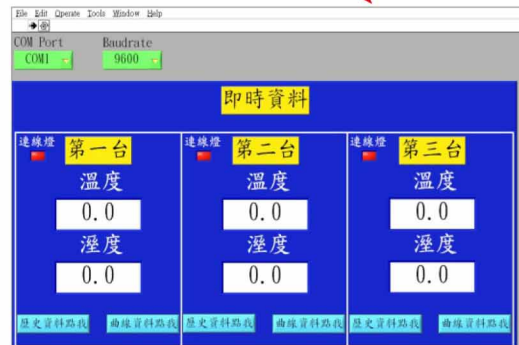 File Edit Operate Tools Window Help
COM Port Baudrate
COM1 9600
即時資料
連線燈 第一台 連線燈 第二台 連線燈 第三台
溫度 溫度 溫度
0.0 0.0 0.0
溼度 溼度 溼度
0.0 0.0 0.0
歷史資料點我 曲線資料點我 歷史資料點我 曲線資料點我 歷史資料點我 曲線資料點我